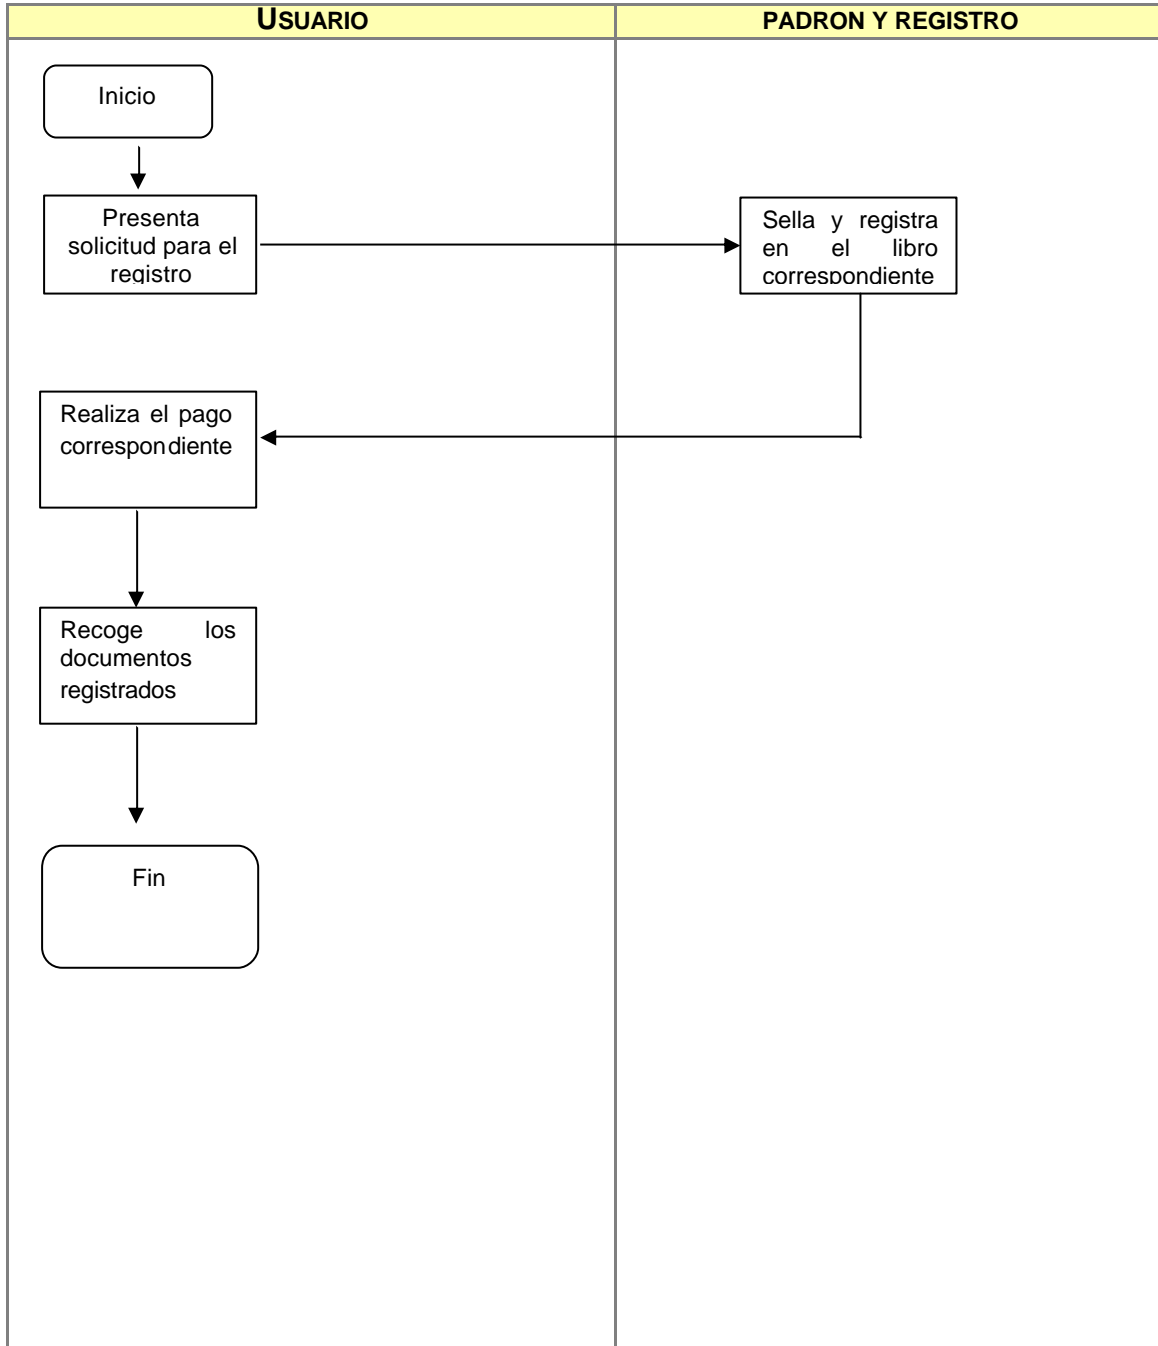 USUARIO
PADRON Y REGISTRO
Inicio
Presenta
solicitud para el
registro
Sella y registra
en el libro
correspondiente
Realiza el pago
correspondiente
Recoge los
documentos
registrados
Fin